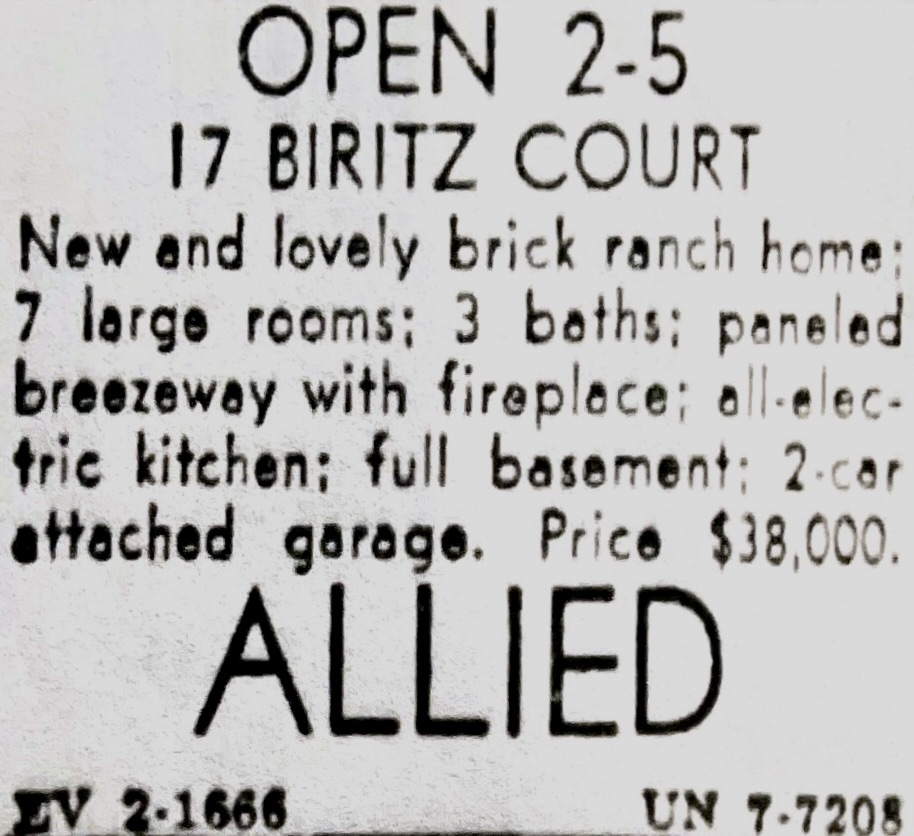 OPEN 2-5
17 BIRITZ COURT
New and lovely brick ranch home;
7 large rooms; 3 baths; paneled
breezeway with fireplace; all-elec-
tric kitchen; full basement; 2-car
attached garage. Price $38,000.
ALLIED
EV 2-1666 UN 7-7208